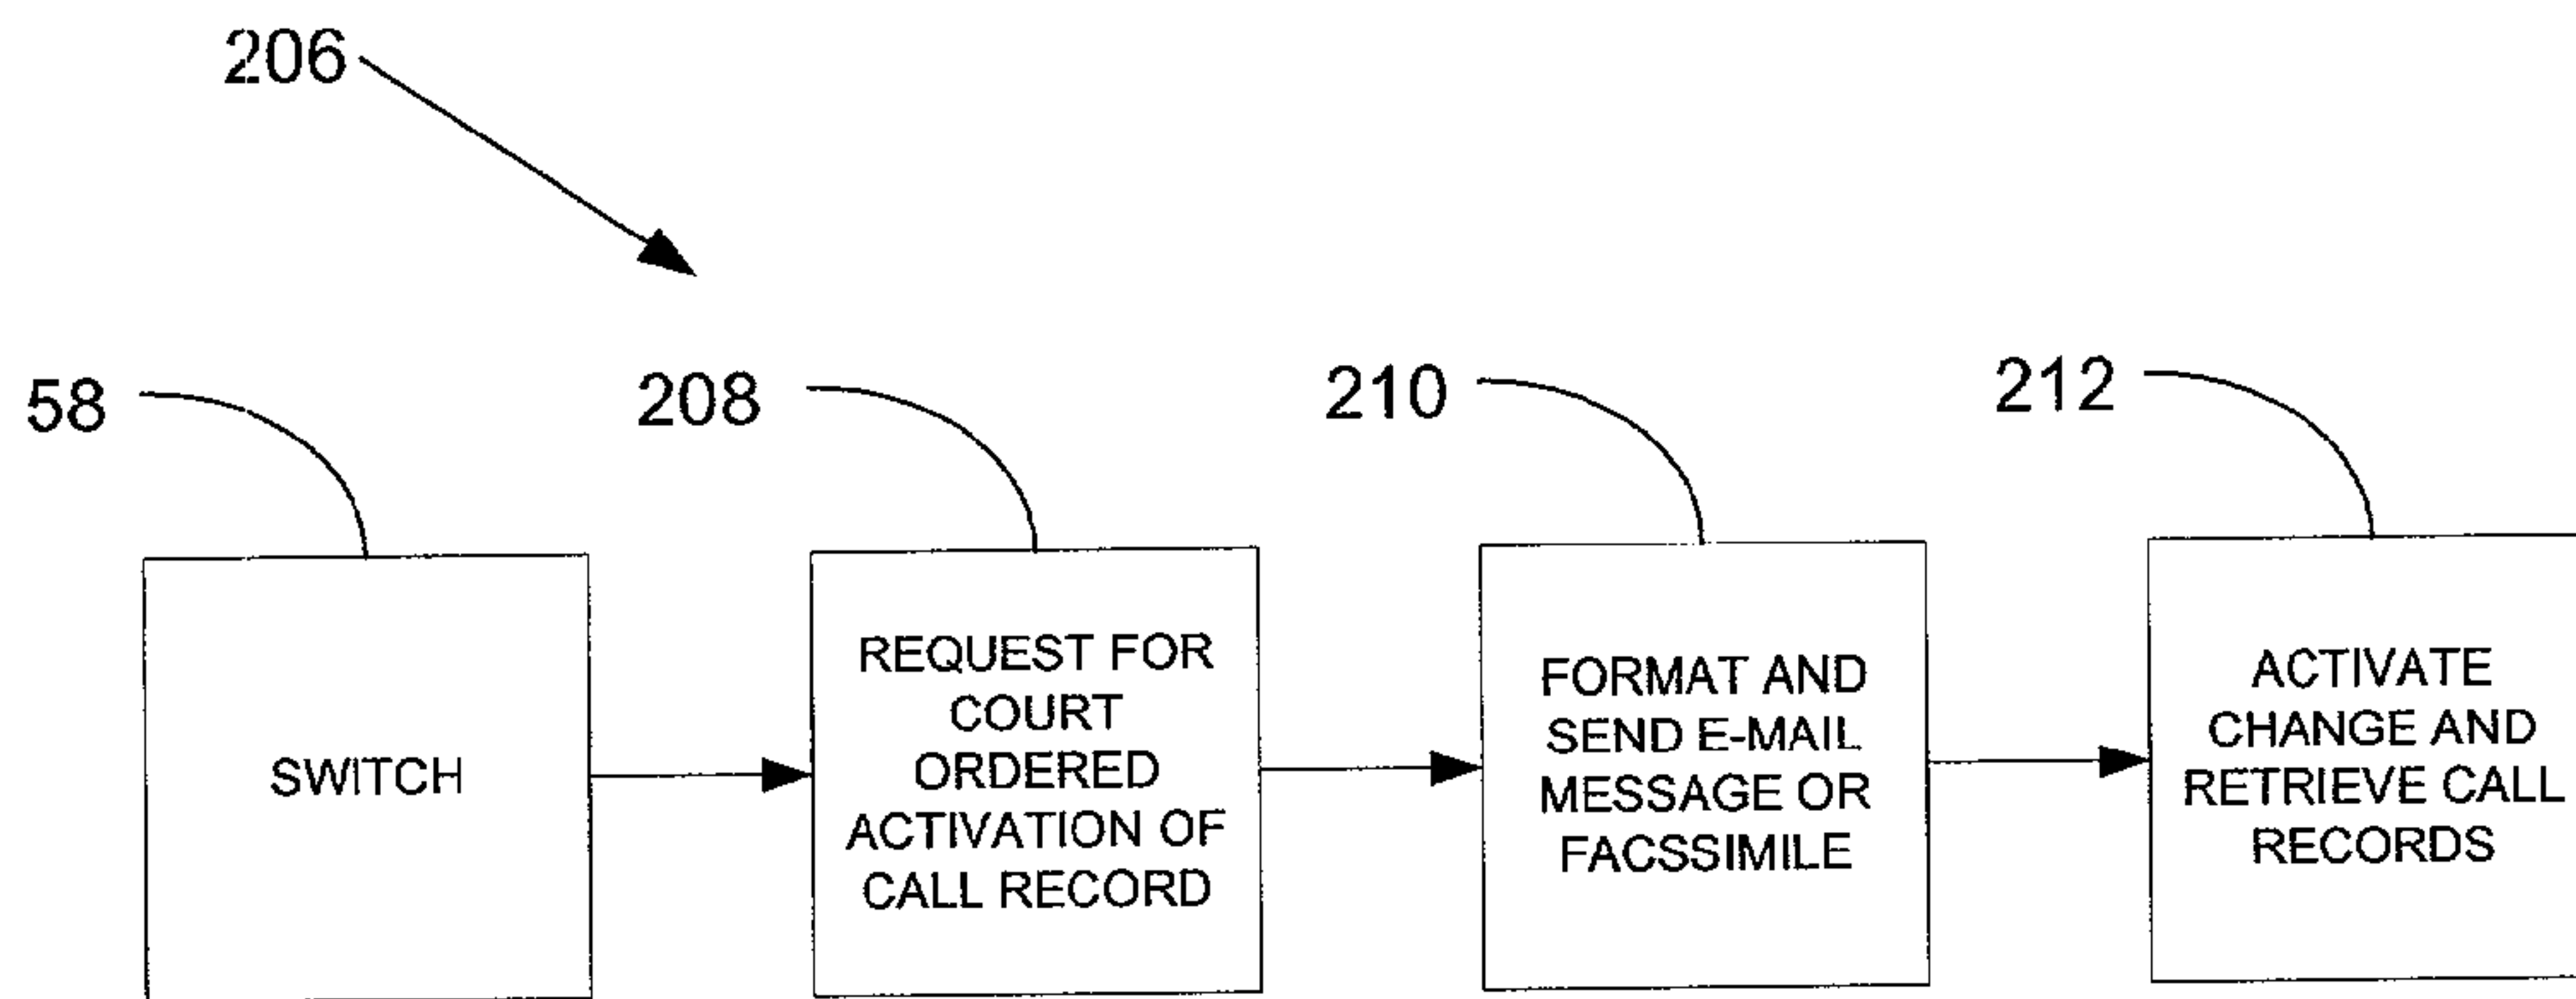 206
58
208
210
212
SWITCH
REQUEST FOR
COURT
ORDERED
ACTIVATION OF
CALL RECORD
FORMAT AND
SEND E-MAIL
MESSAGE OR
FACSSIMILE
ACTIVATE
CHANGE AND
RETRIEVE CALL
RECORDS